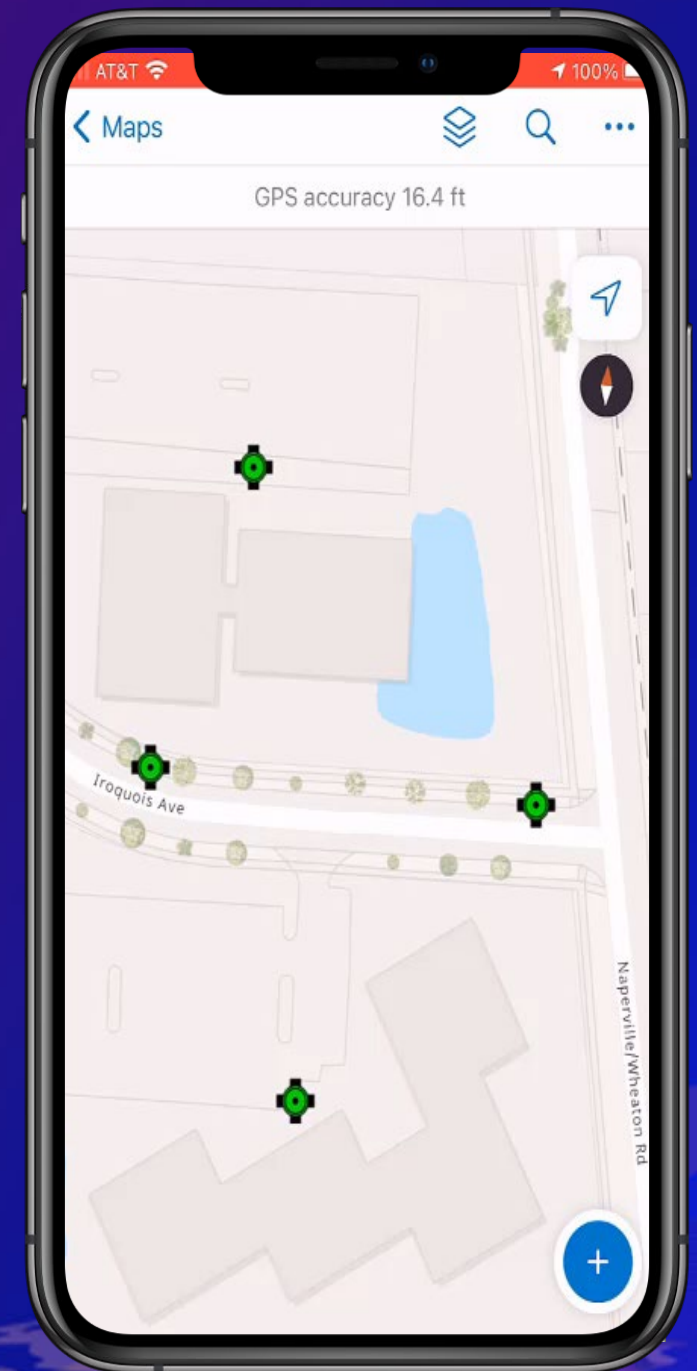 AT&T 100%
Maps
GPS accuracy 16.4 ft
Iroquois Ave
Naperville/Wheaton Rd